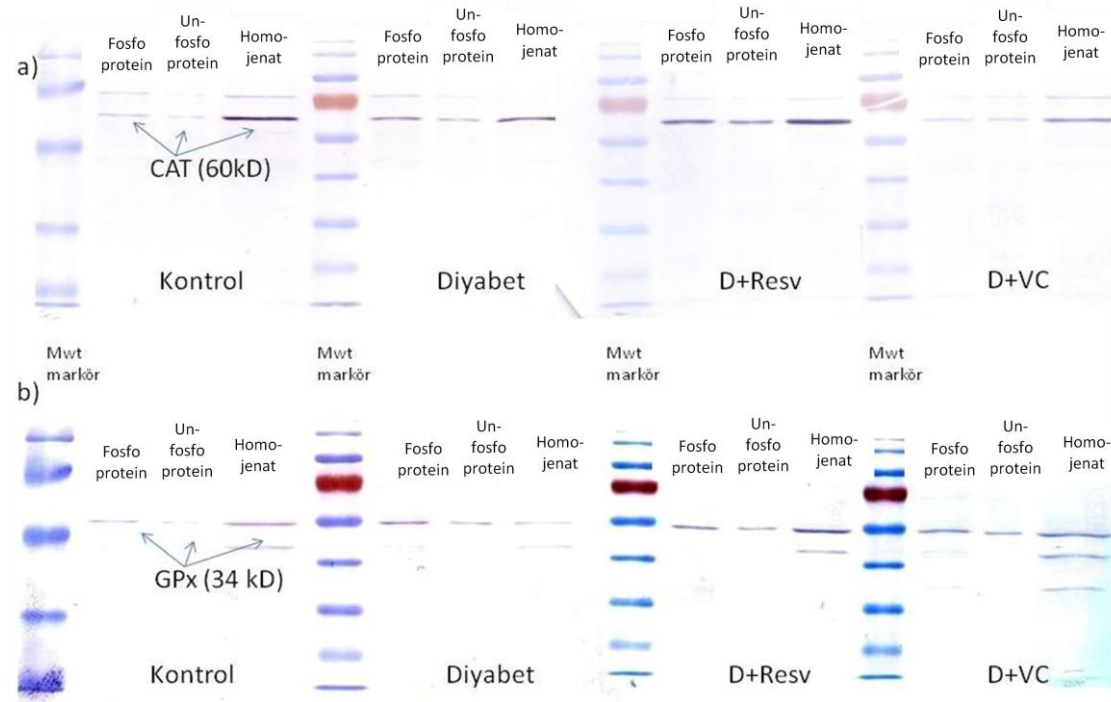 a)
Fosfo
protein
Un-
fosfo
protein
Homo-
jenat
Fosfo
protein
Un-
fosfo
protein
Homo-
jenat
Fosfo
protein
Un-
fosfo
protein
Homo-
jenat
Fosfo
protein
Un-
fosfo
protein
Homo-
jenat
CAT (60kD)
Kontrol
Diyabet
D+Resv
D+VC
Mwt
markör
Mwt
markör
Mwt
markör
Mwt
markör
b)
Fosfo
protein
Un-
fosfo
protein
Homo-
jenat
Fosfo
protein
Un-
fosfo
protein
Homo-
jenat
Fosfo
protein
Un-
fosfo
protein
Homo-
jenat
Fosfo
protein
Un-
fosfo
protein
Homo-
jenat
GPx (34 kD)
Kontrol
Diyabet
D+Resv
D+VC